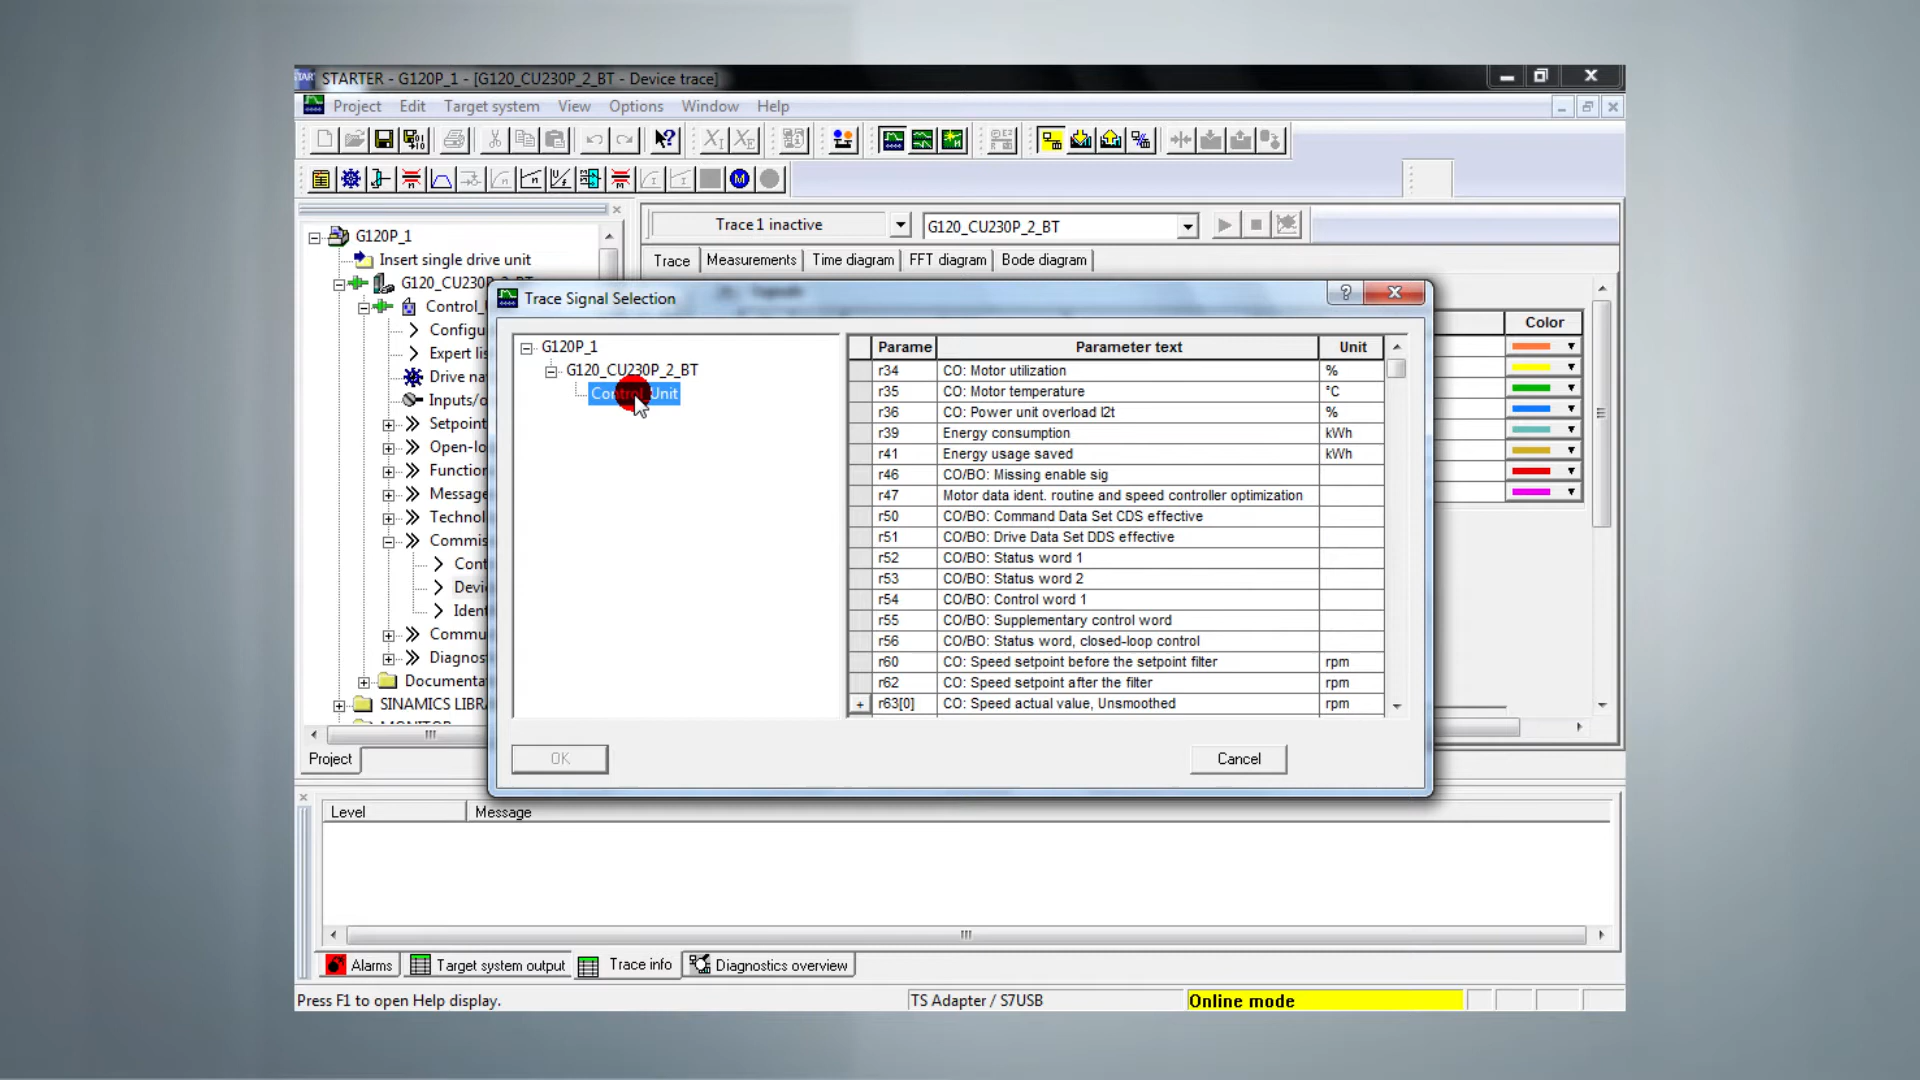 STARTER - G120P_1 - [G120_CU230P_2_BT - Device trace]
Project Edit Target system View Options Window Help
Trace1 inactive
G120_CU230P_2_BT
Trace Measurements Time diagram FFT diagram Bode diagram
G120P_1
Insert single drive unit
G120_CU230P_2_BT
Control_
Configu
Expert lis
Drive na
Inputs/o
Setpoint
Open-lo
Function
Message
Technol
Commis
Cont
Devi
Ident
Commu
Diagnos
Documenta
SINAMICS LIBRA
MONITOR
Project
Color
Trace Signal Selection
G120P_1
G120_CU230P_2_BT
Control_Unit
Parame Parameter text Unit
r34 CO: Motor utilization %
r35 CO: Motor temperature °C
r36 CO: Power unit overload I2t %
r39 Energy consumption kWh
r41 Energy usage saved kWh
r46 CO/BO: Missing enable sig
r47 Motor data ident. routine and speed controller optimization
r50 CO/BO: Command Data Set CDS effective
r51 CO/BO: Drive Data Set DDS effective
r52 CO/BO: Status word 1
r53 CO/BO: Status word 2
r54 CO/BO: Control word 1
r55 CO/BO: Supplementary control word
r56 CO/BO: Status word, closed-loop control
r60 CO: Speed setpoint before the setpoint filter rpm
r62 CO: Speed setpoint after the filter rpm
r63[0] CO: Speed actual value, Unsmoothed rpm
OK Cancel
Level Message
Alarms Target system output Trace info Diagnostics overview
Press F1 to open Help display. TS Adapter / S7USB Online mode